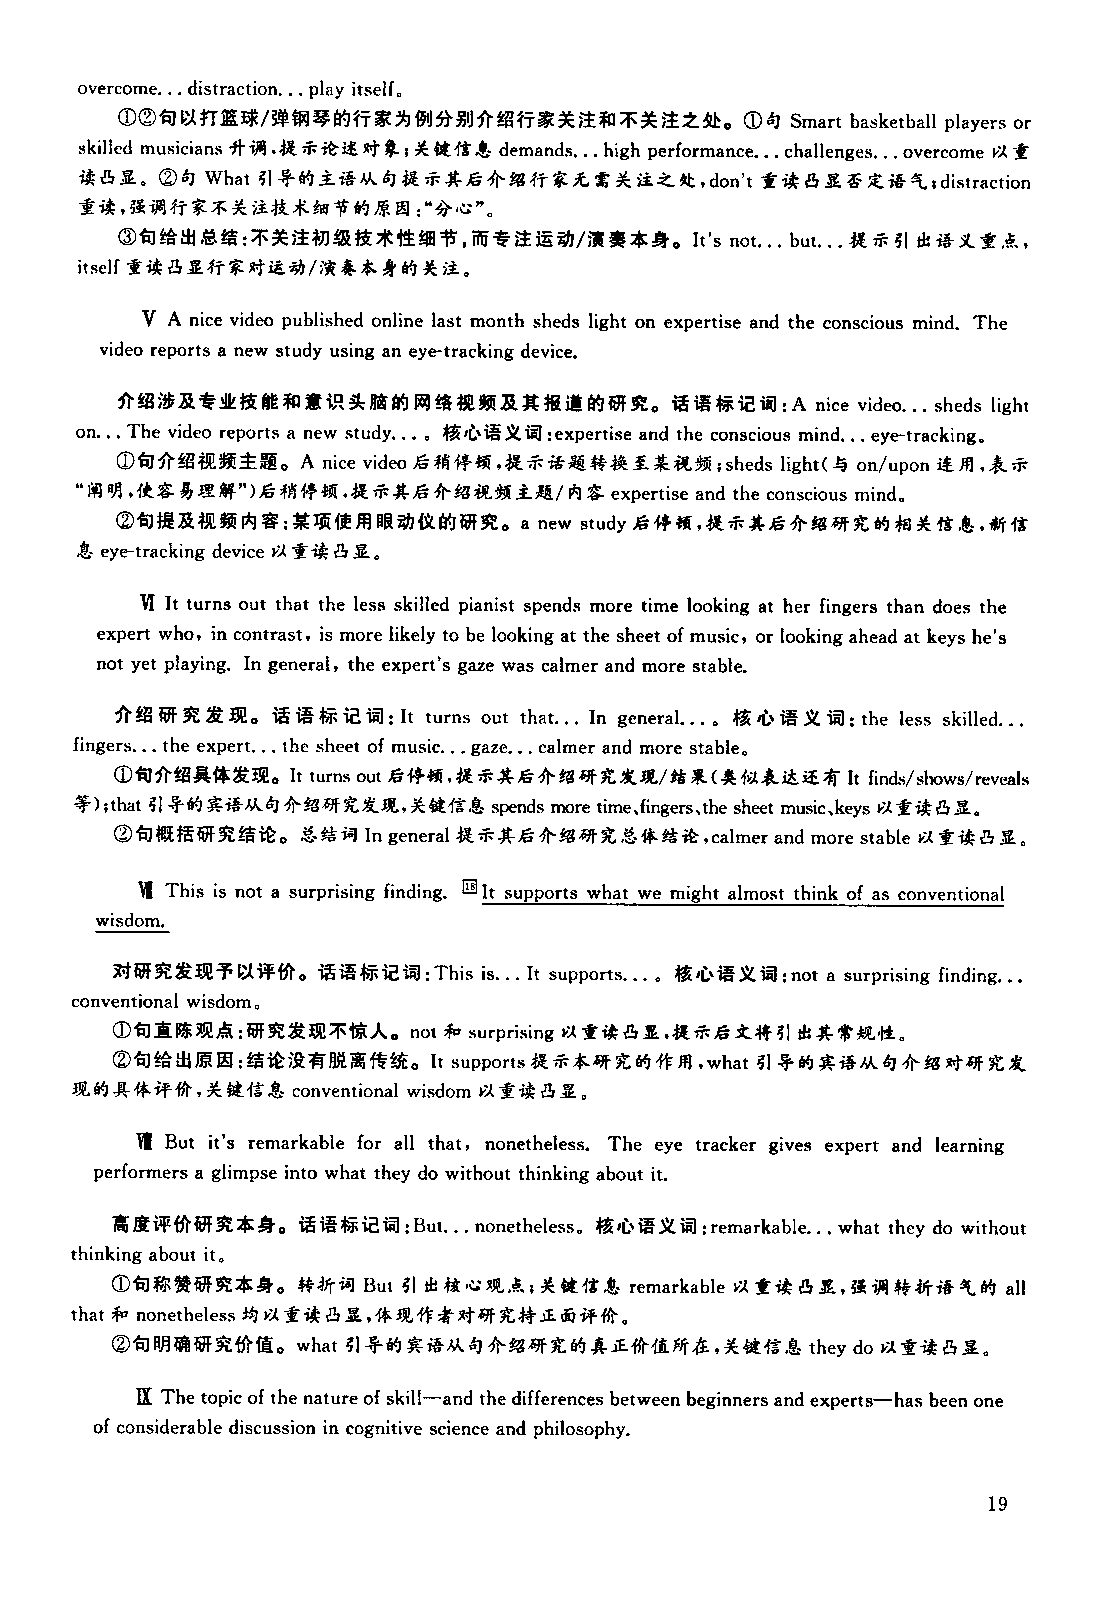 overcome... distraction... play itself。
①②句以打篮球/弹钢琴的行家为例分别介绍行家关注和不关注之处。①句 Smart basketball players or
skilled musicians 升调,提示论述对象;关键信息 demands... high performance... challenges... overcome 以重
读凸显。②句 What 引导的主语从句提示其后介绍行家无需关注之处,don't 重读凸显否定语气;distraction
重读,强调行家不关注技术细节的原因:“分心”。
③句给出总结:不关注初级技术性细节,而专注运动/演奏本身。It's not... but... 提示引出语义重点,
itself 重读凸显行家对运动/演奏本身的关注。
Ⅴ A nice video published online last month sheds light on expertise and the conscious mind. The
video reports a new study using an eye-tracking device.
介绍涉及专业技能和意识头脑的网络视频及其报道的研究。话语标记词:A nice video... sheds light
on... The video reports a new study... 。核心语义词:expertise and the conscious mind... eye-tracking。
①句介绍视频主题。A nice video 后稍停顿,提示话题转换至某视频;sheds light(与 on/upon 连用,表示
“阐明,使容易理解”)后稍停顿,提示其后介绍视频主题/内容 expertise and the conscious mind。
②句提及视频内容:某项使用眼动仪的研究。a new study 后停顿,提示其后介绍研究的相关信息,新信
息 eye-tracking device 以重读凸显。
Ⅵ It turns out that the less skilled pianist spends more time looking at her fingers than does the
expert who, in contrast, is more likely to be looking at the sheet of music, or looking ahead at keys he's
not yet playing. In general, the expert's gaze was calmer and more stable.
介绍研究发现。话语标记词:It turns out that... In general... 。核心语义词:the less skilled...
fingers... the expert... the sheet of music... gaze... calmer and more stable。
①句介绍具体发现。It turns out 后停顿,提示其后介绍研究发现/结果(类似表达还有 It finds/shows/reveals
等);that 引导的宾语从句介绍研究发现,关键信息 spends more time、fingers、the sheet music、keys 以重读凸显。
②句概括研究结论。总结词 In general 提示其后介绍研究总体结论,calmer and more stable 以重读凸显。
Ⅶ This is not a surprising finding. 18 It supports what we might almost think of as conventional
wisdom.
对研究发现予以评价。话语标记词:This is... It supports... 。核心语义词:not a surprising finding...
conventional wisdom。
①句直陈观点:研究发现不惊人。not 和 surprising 以重读凸显,提示后文将引出其常规性。
②句给出原因:结论没有脱离传统。It supports 提示本研究的作用,what 引导的宾语从句介绍对研究发
现的具体评价,关键信息 conventional wisdom 以重读凸显。
Ⅷ But it's remarkable for all that, nonetheless. The eye tracker gives expert and learning
performers a glimpse into what they do without thinking about it.
高度评价研究本身。话语标记词:But... nonetheless。核心语义词:remarkable... what they do without
thinking about it。
①句称赞研究本身。转折词 But 引出核心观点;关键信息 remarkable 以重读凸显,强调转折语气的 all
that 和 nonetheless 均以重读凸显,体现作者对研究持正面评价。
②句明确研究价值。what 引导的宾语从句介绍研究的真正价值所在,关键信息 they do 以重读凸显。
Ⅸ The topic of the nature of skill—and the differences between beginners and experts—has been one
of considerable discussion in cognitive science and philosophy.
19